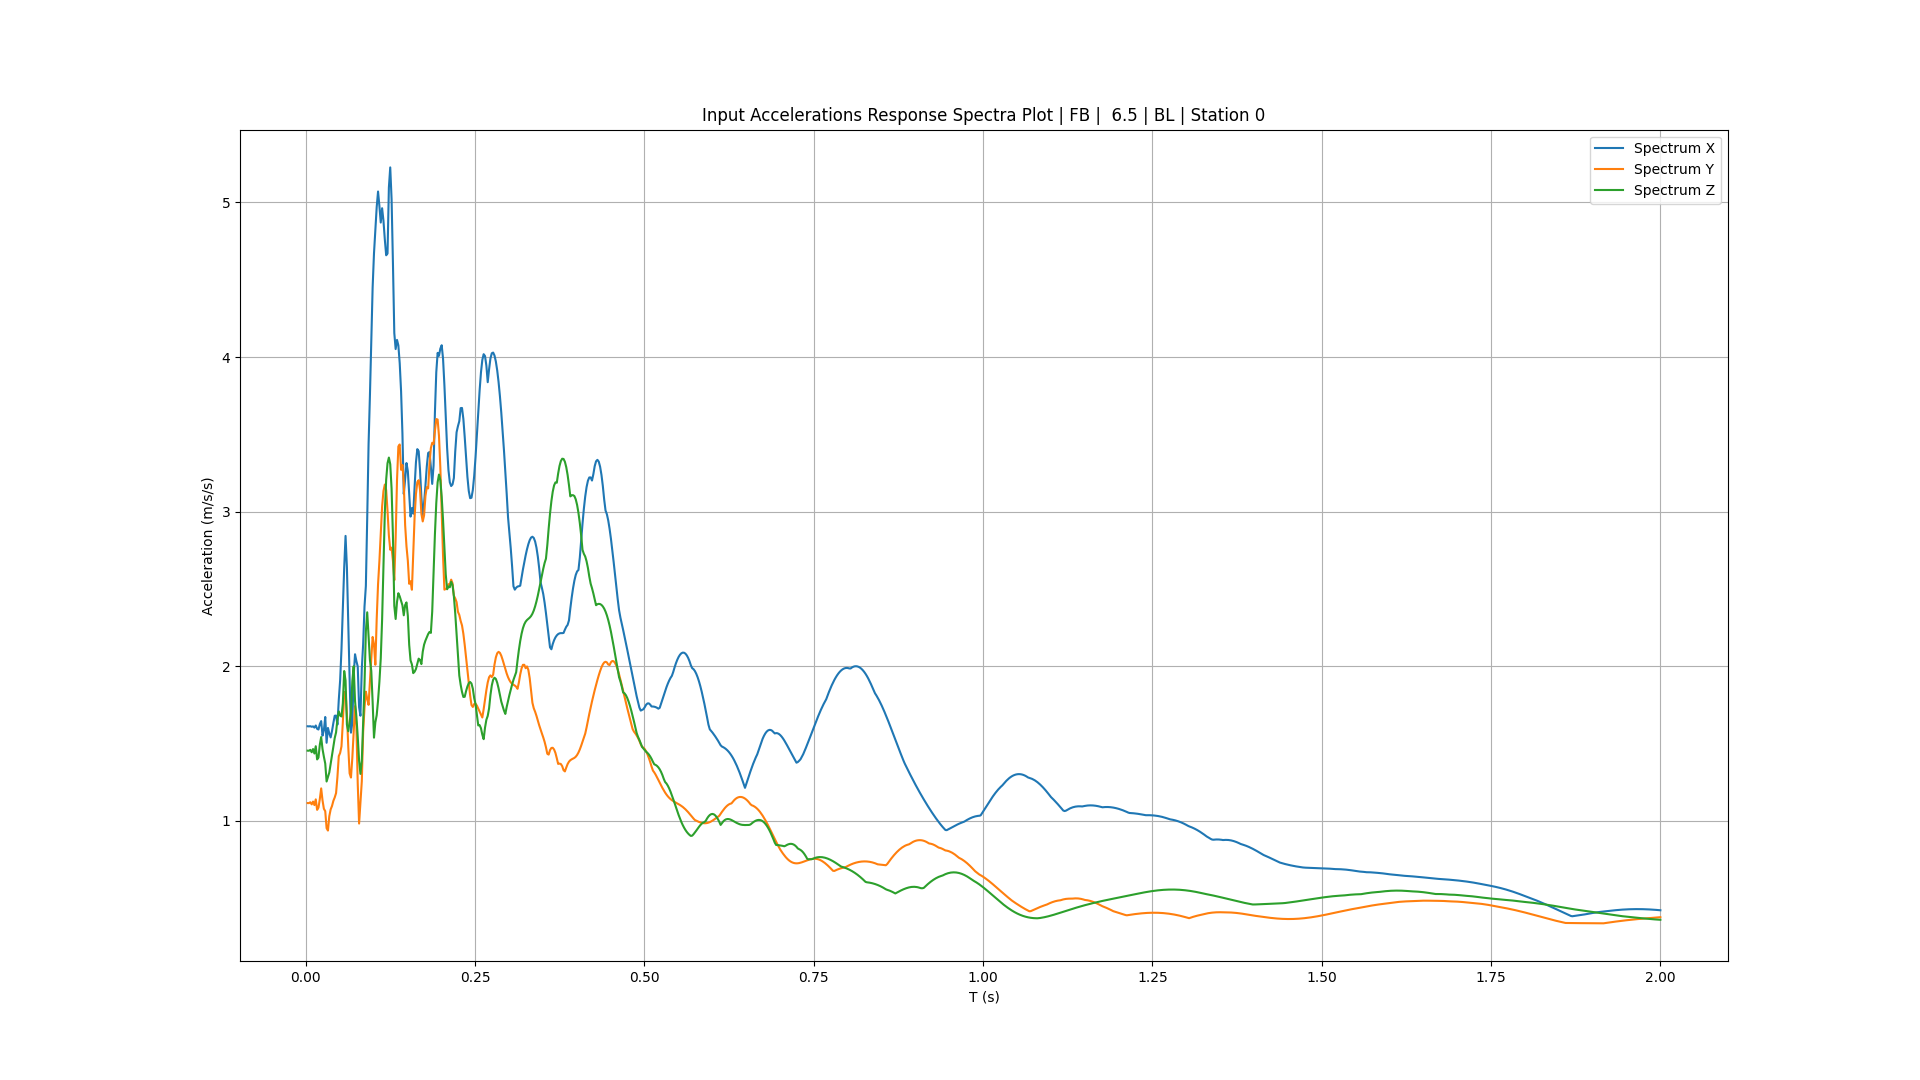 Input Accelerations Response Spectra Plot | FB |  6.5 | BL | Station 0
Spectrum X
Spectrum Y
Spectrum Z
Acceleration (m/s/s)
5
4
3
2
1
0.00 0.25 0.50 0.75 1.00 1.25 1.50 1.75 2.00
T (s)